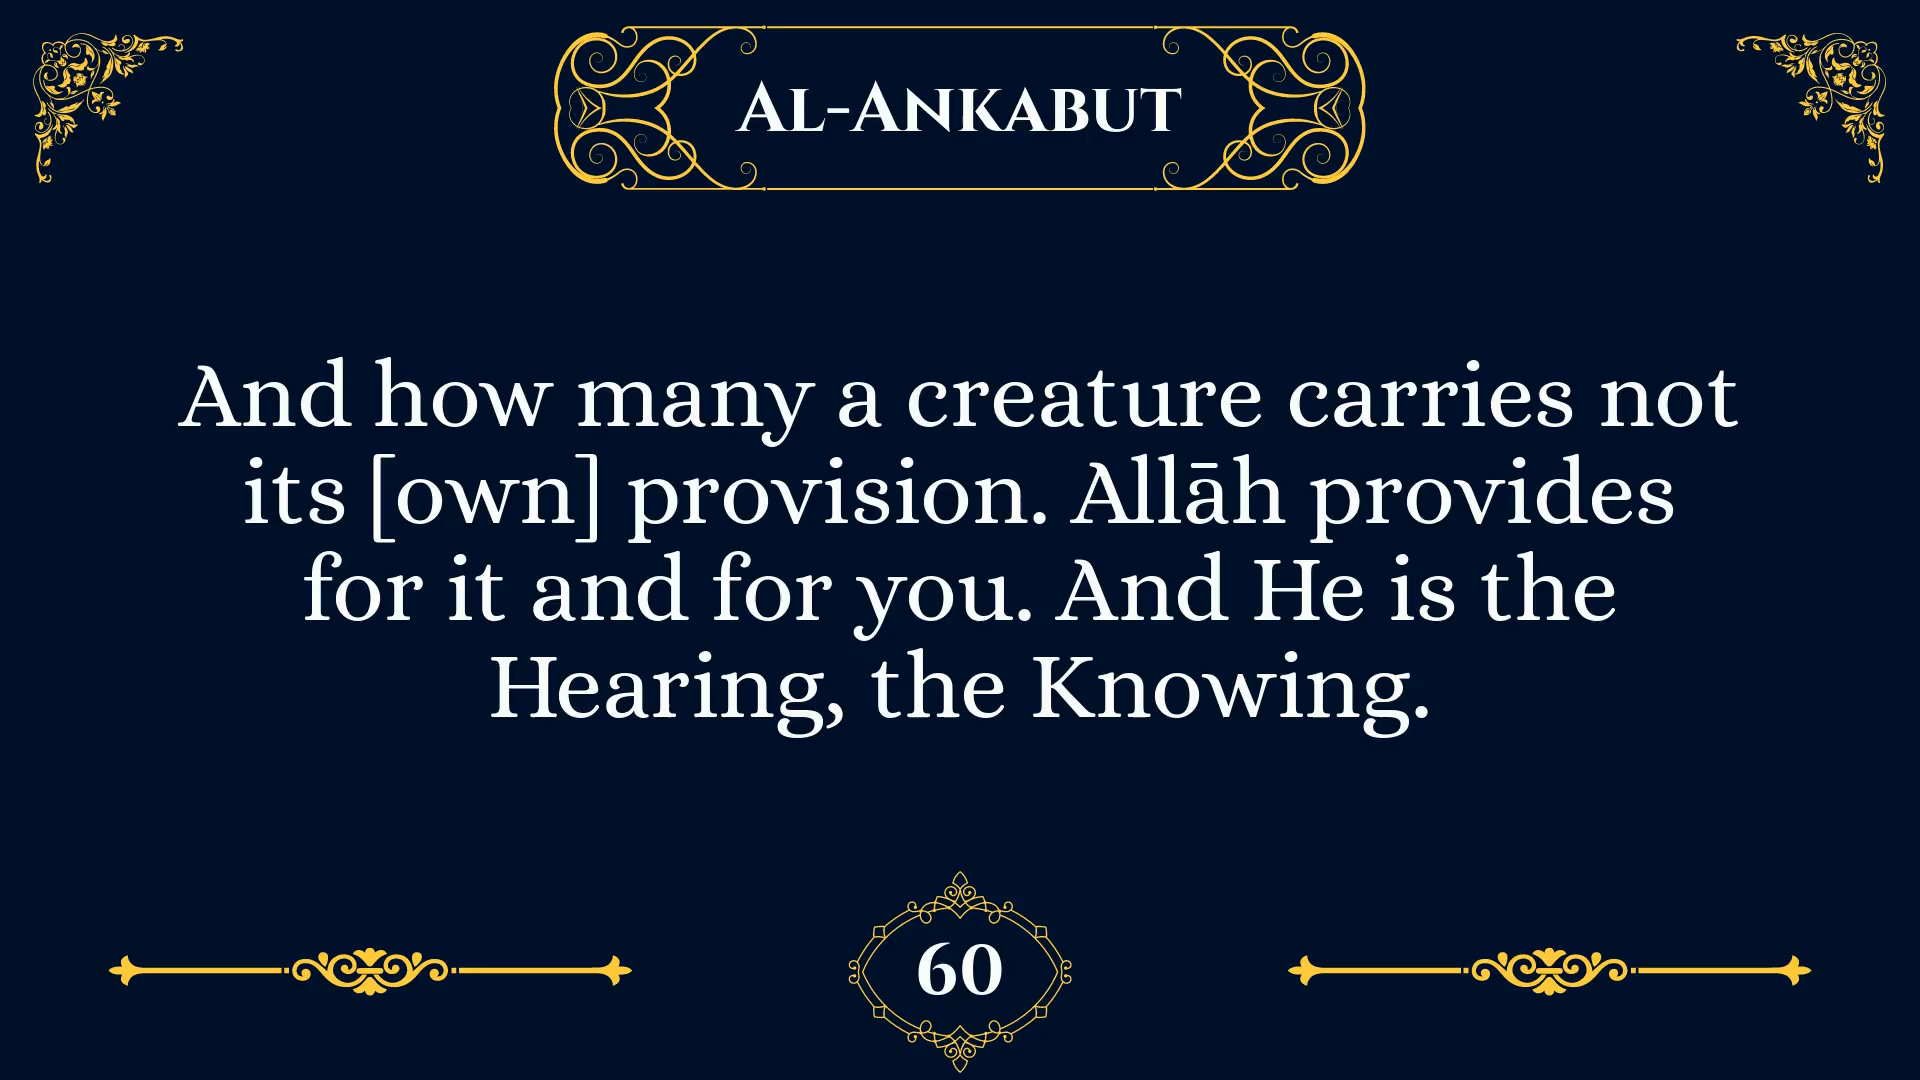 Al-Ankabut
And how many a creature carries not
its [own] provision. Allāh provides
for it and for you. And He is the
Hearing, the Knowing.
60